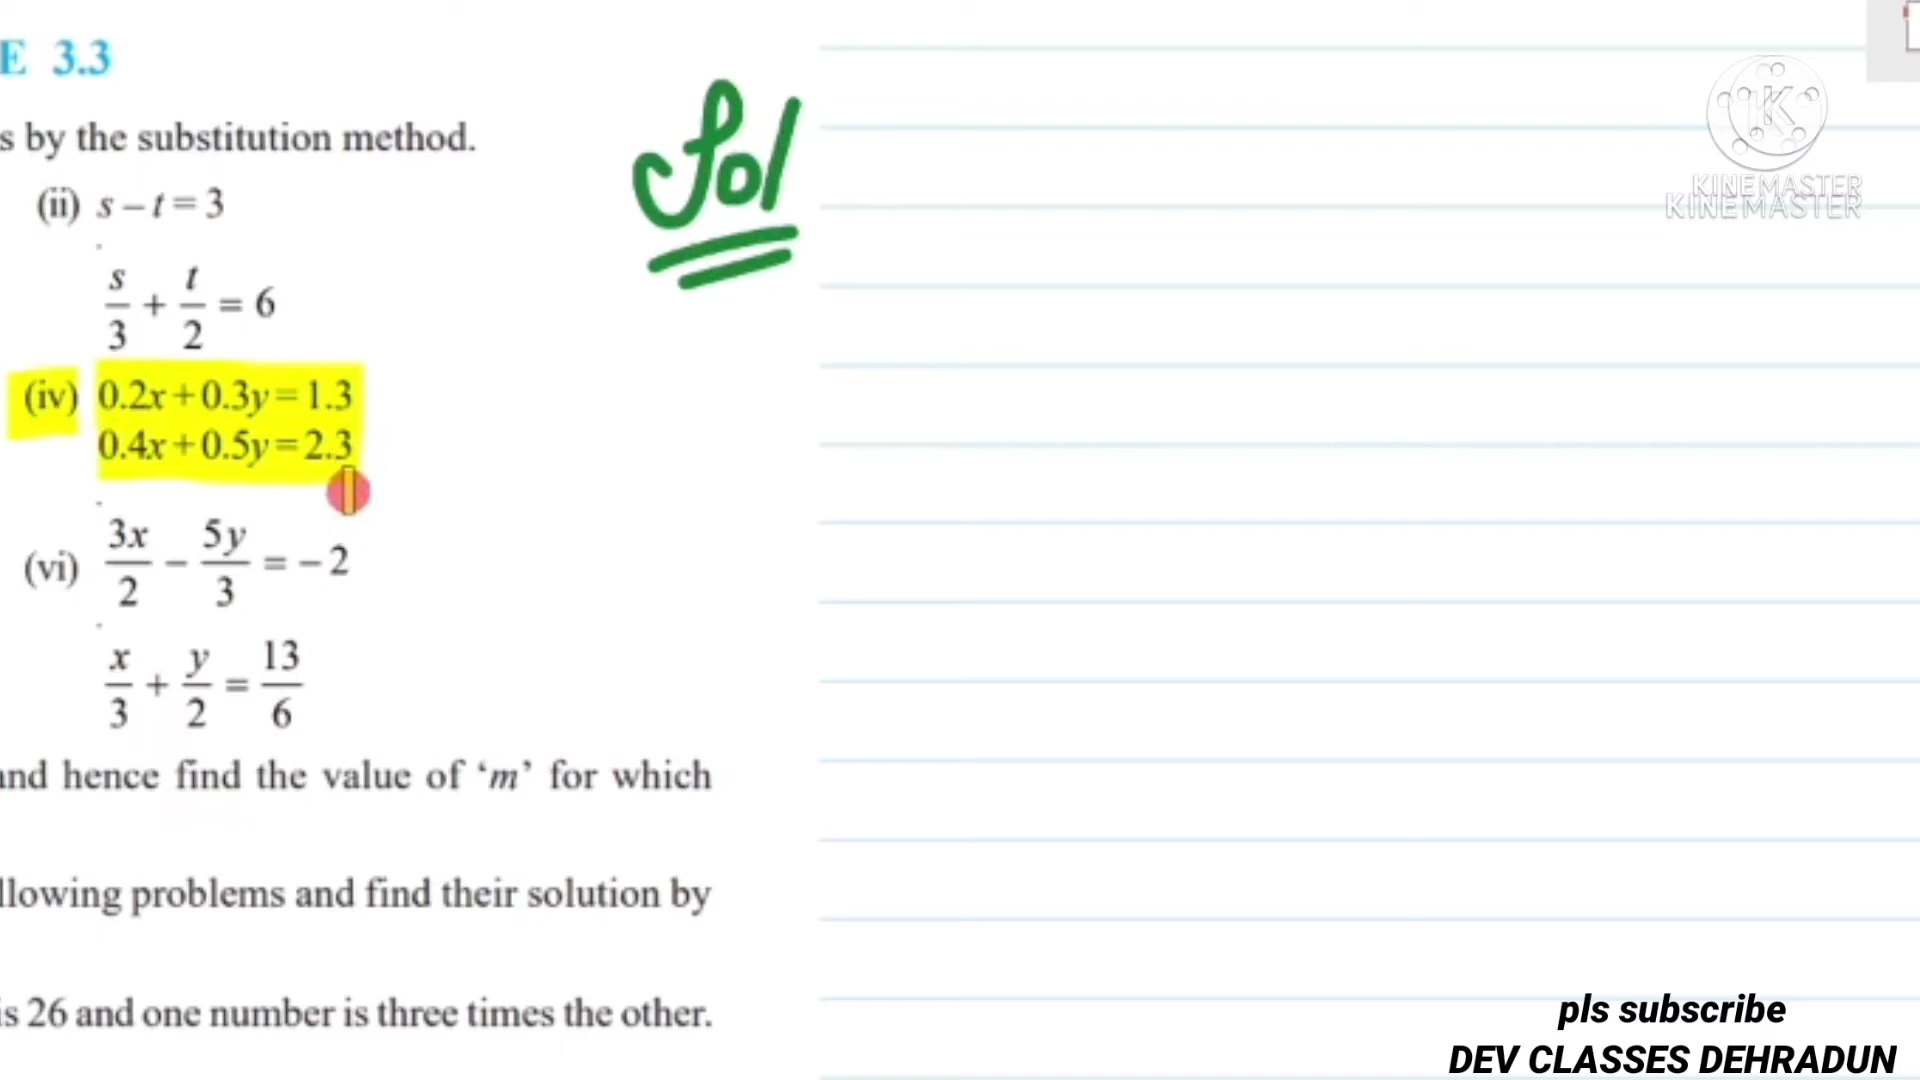 E 3.3
s by the substitution method.
(ii) s – t = 3
s/3 + t/2 = 6
(iv) 0.2x + 0.3y = 1.3
0.4x + 0.5y = 2.3
(vi) 3x/2 – 5y/3 = – 2
x/3 + y/2 = 13/6
and hence find the value of ‘m’ for which
llowing problems and find their solution by
is 26 and one number is three times the other.
Sol
K
KINEMASTER
KINEMASTER
pls subscribe
DEV CLASSES DEHRADUN